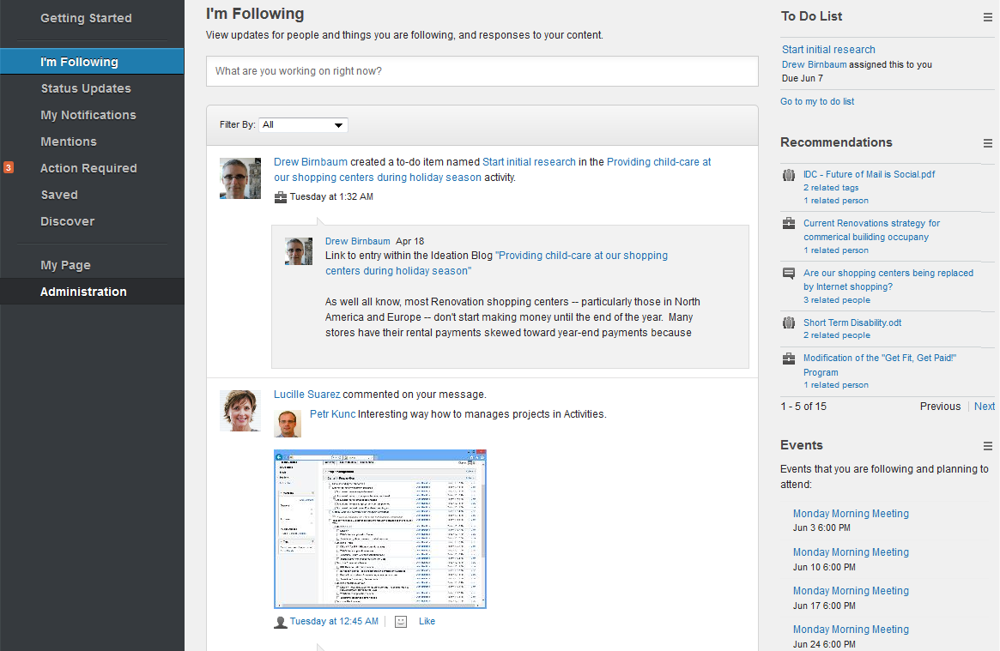 Getting Started
I'm Following
Status Updates
My Notifications
Mentions
3
Action Required
Saved
Discover
My Page
Administration
I'm Following
View updates for people and things you are following, and responses to your content.
What are you working on right now?
Filter By: All
Drew Birnbaum created a to-do item named Start initial research in the Providing child-care at
our shopping centers during holiday season activity.
Tuesday at 1:32 AM
Drew Birnbaum Apr 18
Link to entry within the Ideation Blog "Providing child-care at our shopping
centers during holiday season"
As well all know, most Renovation shopping centers -- particularly those in North
America and Europe -- don't start making money until the end of the year. Many
stores have their rental payments skewed toward year-end payments because
Lucille Suarez commented on your message.
Petr Kunc Interesting way how to manages projects in Activities.
Tuesday at 12:45 AM
Like
To Do List
Start initial research
Drew Birnbaum assigned this to you
Due Jun 7
Go to my to do list
Recommendations
IDC - Future of Mail is Social.pdf
2 related tags
1 related person
Current Renovations strategy for
commerical builiding occupany
1 related person
Are our shopping centers being replaced
by Internet shopping?
3 related people
Short Term Disability.odt
2 related people
Modification of the "Get Fit, Get Paid!"
Program
1 related person
1 - 5 of 15 Previous Next
Events
Events that you are following and planning to
attend:
Monday Morning Meeting
Jun 3 6:00 PM
Monday Morning Meeting
Jun 10 6:00 PM
Monday Morning Meeting
Jun 17 6:00 PM
Monday Morning Meeting
Jun 24 6:00 PM